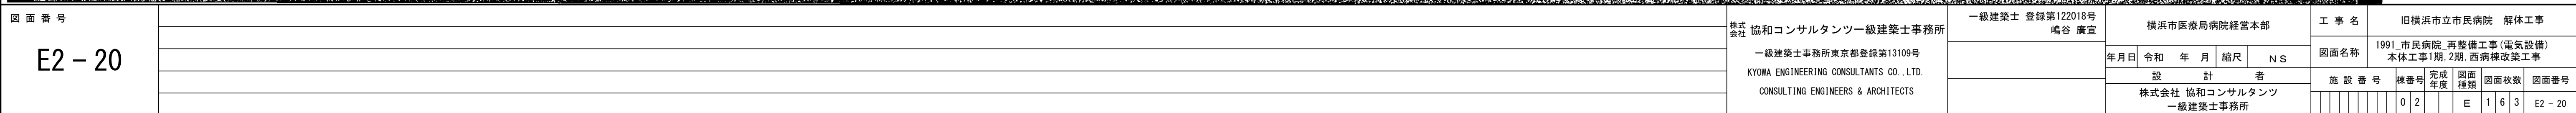 図面番号
E2－20
株式会社 協和コンサルタンツ一級建築士事務所
一級建築士事務所東京都登録第13109号
KYOWA ENGINEERING CONSULTANTS CO.,LTD.
CONSULTING ENGINEERS & ARCHITECTS
一級建築士 登録第122018号
嶋谷 廣宣
横浜市医療局病院経営本部
年月日 令和 年 月 縮尺 NS
設計者
株式会社 協和コンサルタンツ
一級建築士事務所
工事名 旧横浜市立市民病院 解体工事
図面名称 1991_市民病院_再整備工事(電気設備)
本体工事1期,2期,西病棟改築工事
施設番号 棟番号 完成年度 図面種類 図面枚数 図面番号
0 2 E 1 6 3 E2－20